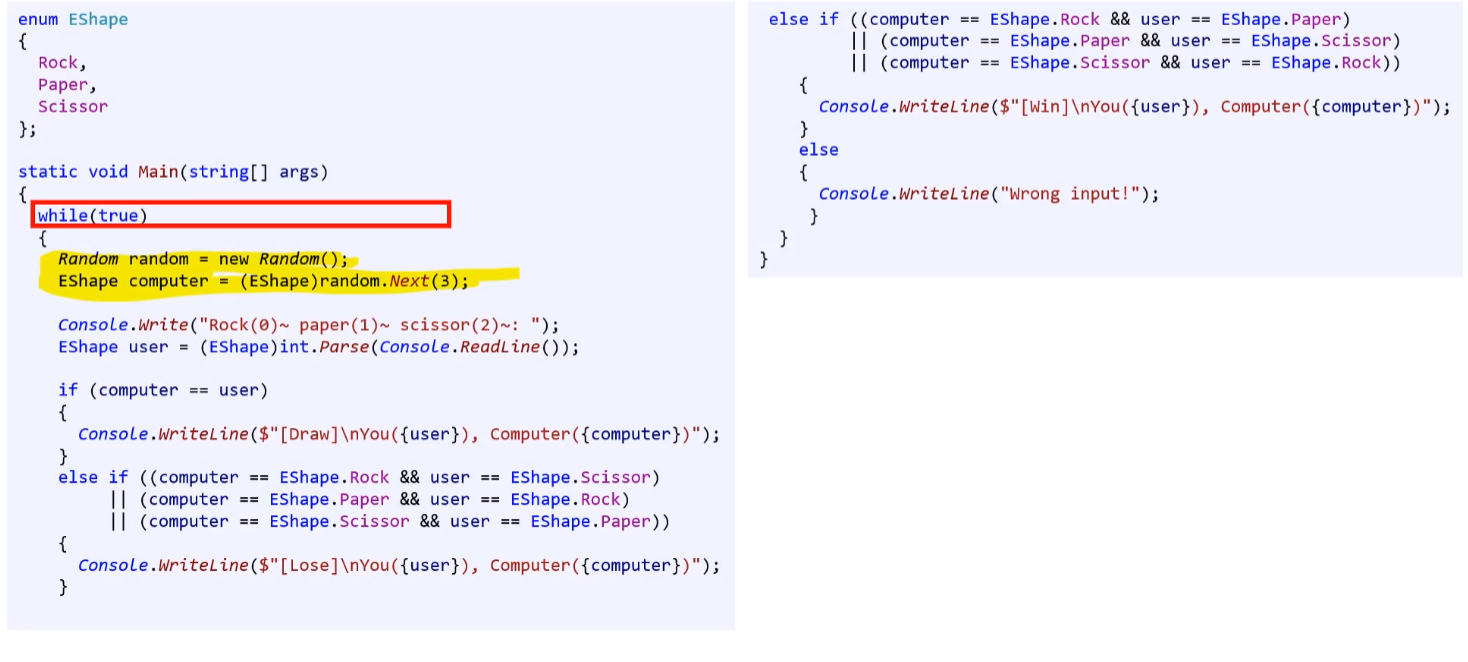 enum EShape
{
Rock,
Paper,
Scissor
};
static void Main(string[] args)
{
while(true)
{
Random random = new Random();
EShape computer = (EShape)random.Next(3);
Console.Write("Rock(0)~ paper(1)~ scissor(2)~: ");
EShape user = (EShape)int.Parse(Console.ReadLine());
if (computer == user)
{
Console.WriteLine($"[Draw]\nYou({user}), Computer({computer})");
}
else if ((computer == EShape.Rock && user == EShape.Scissor)
|| (computer == EShape.Paper && user == EShape.Rock)
|| (computer == EShape.Scissor && user == EShape.Paper))
{
Console.WriteLine($"[Lose]\nYou({user}), Computer({computer})");
}
else if ((computer == EShape.Rock && user == EShape.Paper)
|| (computer == EShape.Paper && user == EShape.Scissor)
|| (computer == EShape.Scissor && user == EShape.Rock))
{
Console.WriteLine($"[Win]\nYou({user}), Computer({computer})");
}
else
{
Console.WriteLine("Wrong input!");
}
}
}